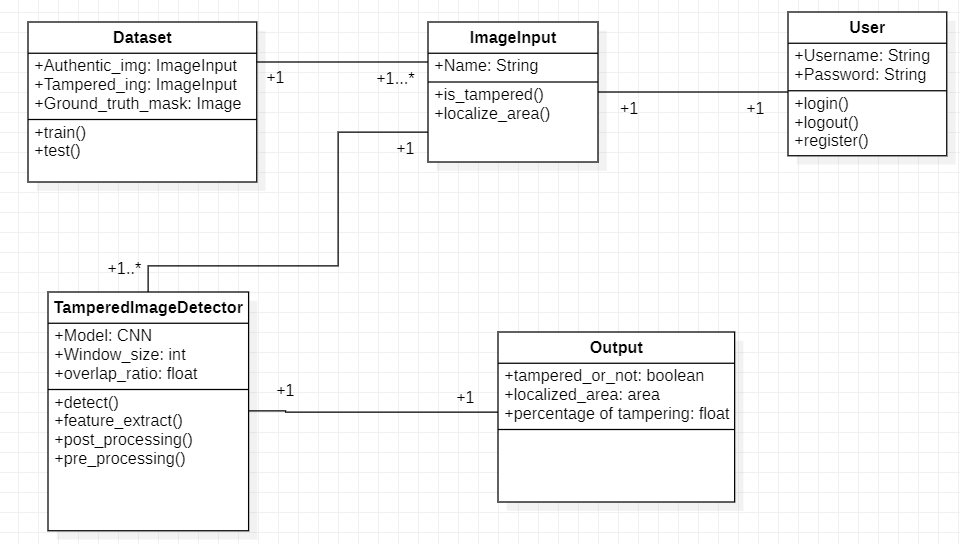 Dataset
+Authentic_img: ImageInput
+Tampered_ing: ImageInput
+Ground_truth_mask: Image
+train()
+test()
+1
+1...*
ImageInput
+Name: String
+is_tampered()
+localize_area()
+1
+1
User
+Username: String
+Password: String
+login()
+logout()
+register()
+1
+1..*
TamperedImageDetector
+Model: CNN
+Window_size: int
+overlap_ratio: float
+detect()
+feature_extract()
+post_processing()
+pre_processing()
+1
+1
Output
+tampered_or_not: boolean
+localized_area: area
+percentage of tampering: float